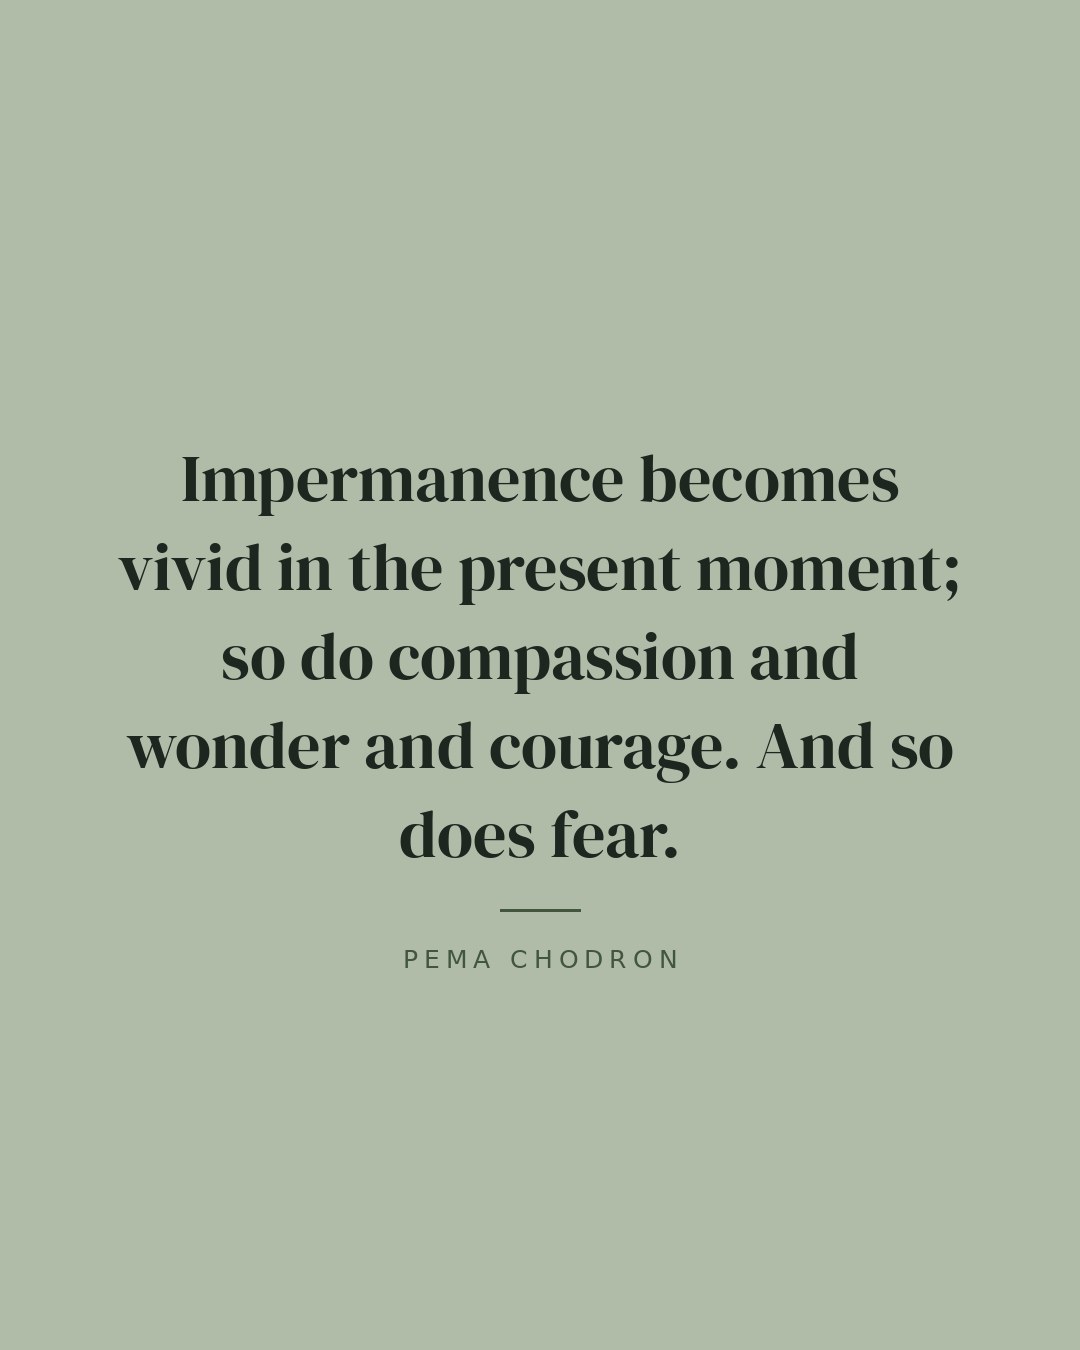 Impermanence becomes
vivid in the present moment;
so do compassion and
wonder and courage. And so
does fear.
PEMA CHODRON